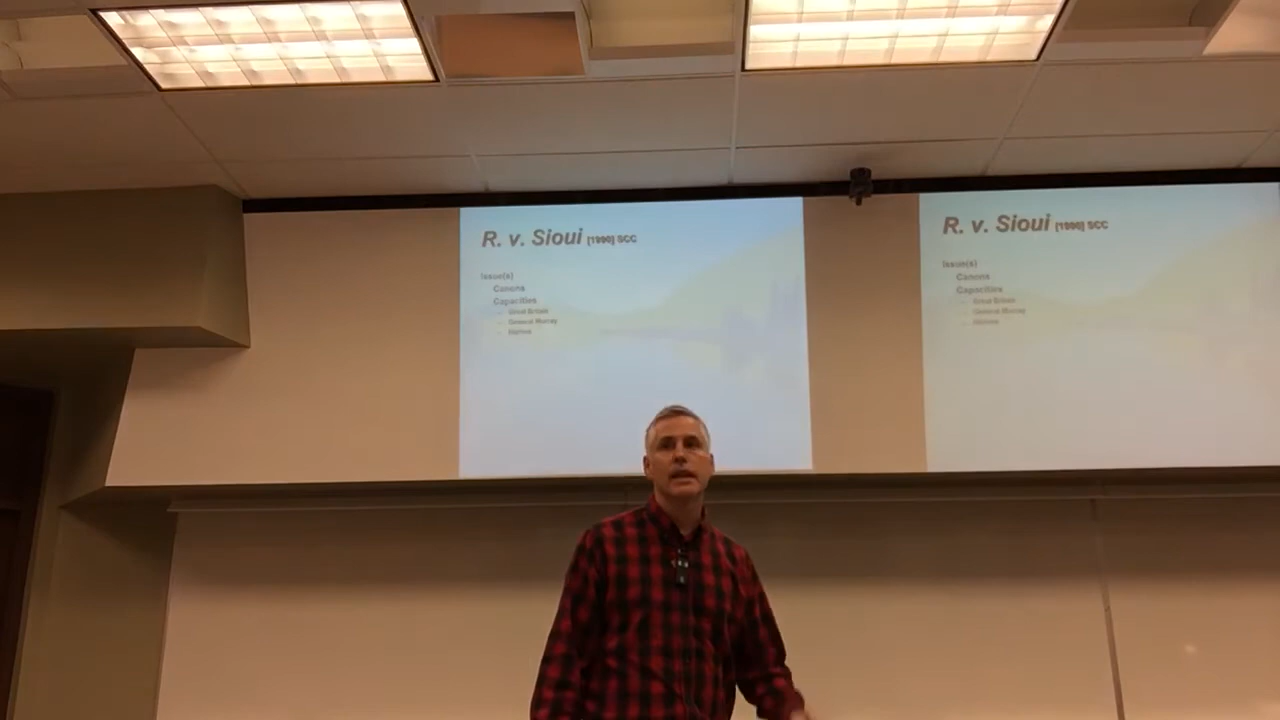 R. v. Sioui [1990] SCC
Issue(s)
Canons
Capacities
- Great Britain
- General Murray
- Hurons
R. v. Sioui [1990] SCC
Issue(s)
Canons
Capacities
- Great Britain
- General Murray
- Hurons